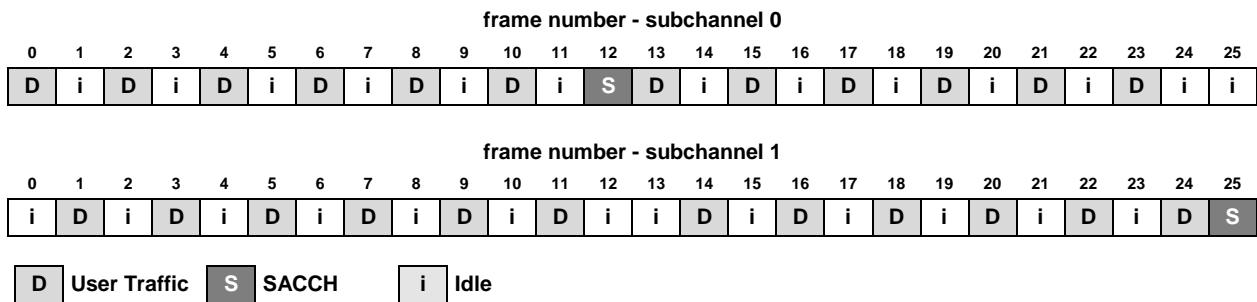 frame number - subchannel 0
0 1 2 3 4 5 6 7 8 9 10 11 12 13 14 15 16 17 18 19 20 21 22 23 24 25
D i D i D i D i D i D i S D i D i D i D i D i D i i
frame number - subchannel 1
0 1 2 3 4 5 6 7 8 9 10 11 12 13 14 15 16 17 18 19 20 21 22 23 24 25
i D i D i D i D i D i D i i D i D i D i D i D i D S
D User Traffic S SACCH i Idle